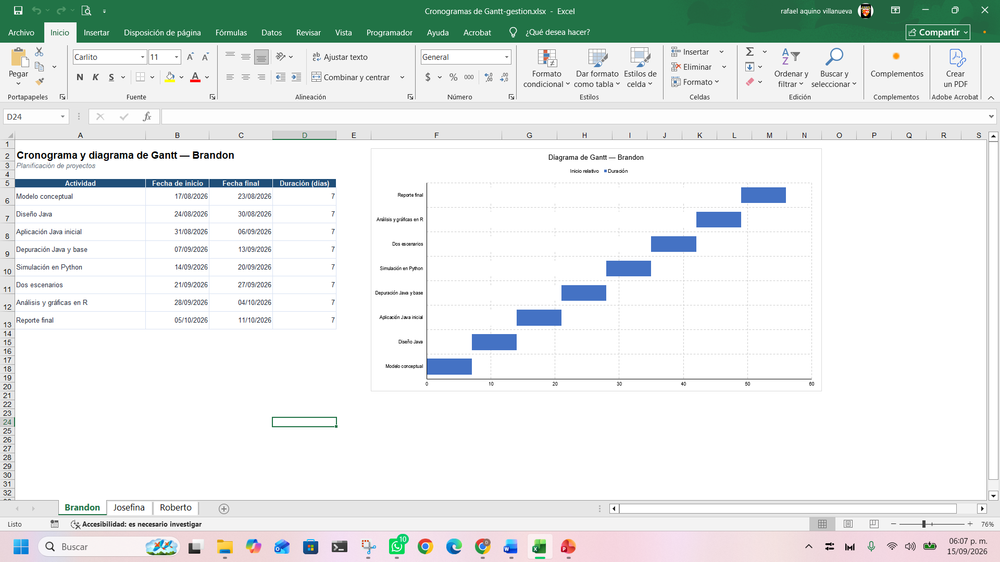 Cronogramas de Gantt-gestion.xlsx - Excel
rafael aquino villanueva
Archivo
Inicio
Insertar
Disposición de página
Fórmulas
Datos
Revisar
Vista
Programador
Ayuda
Acrobat
¿Qué desea hacer?
Compartir
Pegar
Portapapeles
Carlito
11
N K S
Fuente
Ajustar texto
Combinar y centrar
Alineación
General
$ % 000
Número
Formato condicional
Dar formato como tabla
Estilos de celda
Estilos
Insertar
Eliminar
Formato
Celdas
Ordenar y filtrar
Buscar y seleccionar
Edición
Complementos
Complementos
Crear un PDF
Adobe Acrobat
D24
fx
A B C D E F G H I J K L M N O P Q R S
Cronograma y diagrama de Gantt — Brandon
Planificación de proyectos
Actividad Fecha de inicio Fecha final Duración (días)
Modelo conceptual 17/08/2026 23/08/2026 7
Diseño Java 24/08/2026 30/08/2026 7
Aplicación Java inicial 31/08/2026 06/09/2026 7
Depuración Java y base 07/09/2026 13/09/2026 7
Simulación en Python 14/09/2026 20/09/2026 7
Dos escenarios 21/09/2026 27/09/2026 7
Análisis y gráficas en R 28/09/2026 04/10/2026 7
Reporte final 05/10/2026 11/10/2026 7
1
2
3
4
5
6
7
8
9
10
11
12
13
14
15
16
17
18
19
20
21
22
23
24
25
26
27
28
29
30
31
32
Diagrama de Gantt — Brandon
Inicio relativo Duración
Reporte final
Análisis y gráficas en R
Dos escenarios
Simulación en Python
Depuración Java y base
Aplicación Java inicial
Diseño Java
Modelo conceptual
0 10 20 30 40 50 60
Brandon
Josefina
Roberto
Listo
Accesibilidad: es necesario investigar
76%
Buscar
10
06:07 p. m.
15/09/2026